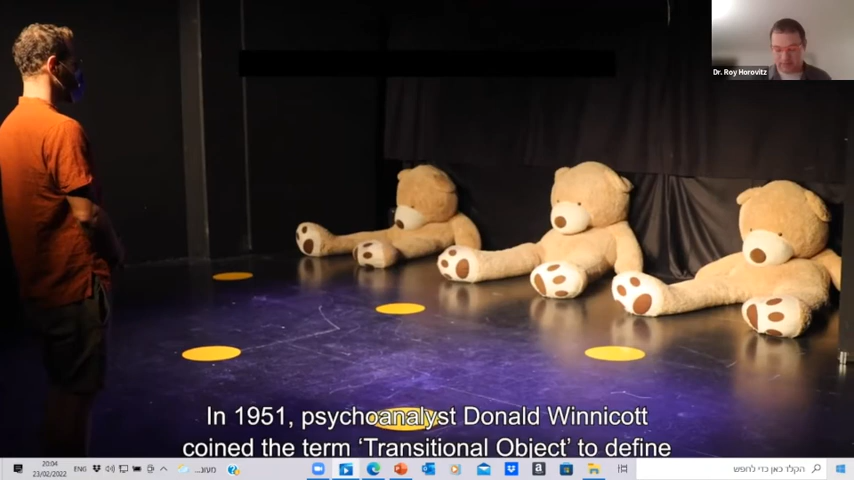 Dr. Roy Horovitz
In 1951, psychoanalyst Donald Winnicott
coined the term ‘Transitional Object’ to define
20:04
23/02/2022
ENG
מעונ...
הקלד כאן כדי לחפש